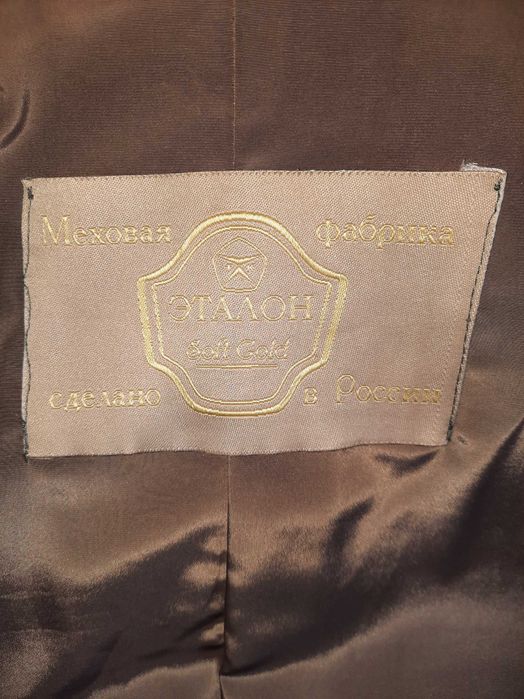 Меховая фабрика
ЭТАЛОН
Soft Gold
сделано в России